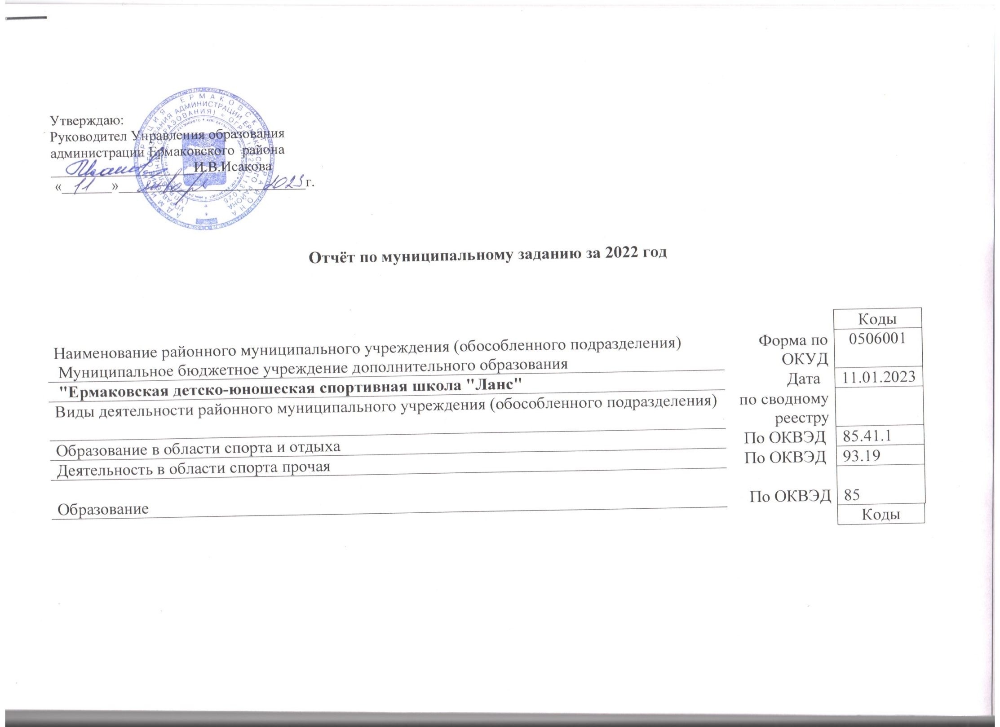 Утверждаю:
Руководител Управления образования
администрации Ермаковского района
И.В.Исакова
« 11 » января 2023 г.
АДМИНИСТРАЦИЯ ЕРМАКОВСКОГО РАЙОНА
Отчёт по муниципальному заданию за 2022 год
Коды
Наименование районного муниципального учреждения (обособленного подразделения) Форма по 0506001
Муниципальное бюджетное учреждение дополнительного образования ОКУД
"Ермаковская детско-юношеская спортивная школа "Ланс" Дата 11.01.2023
Виды деятельности районного муниципального учреждения (обособленного подразделения) по сводному
реестру
Образование в области спорта и отдыха По ОКВЭД 85.41.1
Деятельность в области спорта прочая По ОКВЭД 93.19
Образование По ОКВЭД 85
Коды